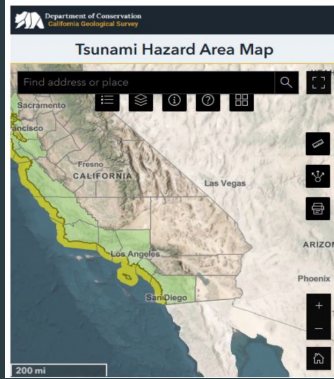 Department of Conservation
California Geological Survey
Tsunami Hazard Area Map
Find address or place
Sacramento
ancisco
Fresno
CALIFORNIA
Las Vegas
Los Angeles
ARIZO
Phoenix
San Diego
+
−
200 mi